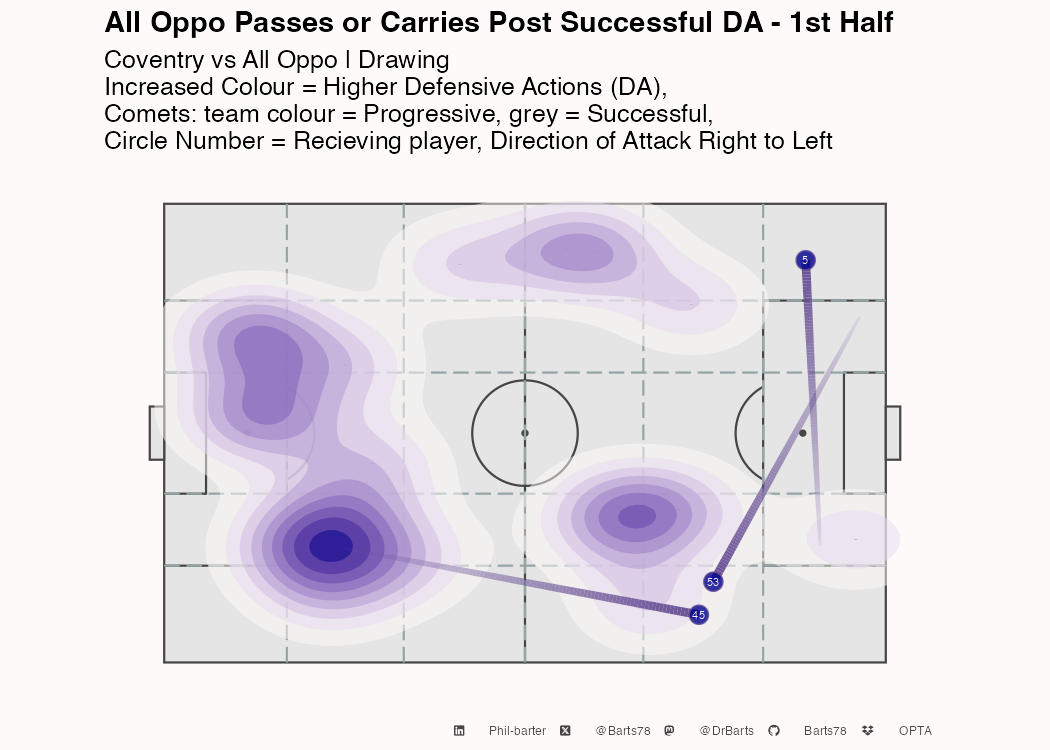 All Oppo Passes or Carries Post Successful DA - 1st Half
Coventry vs All Oppo | Drawing
Increased Colour = Higher Defensive Actions (DA),
Comets: team colour = Progressive, grey = Successful,
Circle Number = Recieving player, Direction of Attack Right to Left
5
53
45
Phil-barter @Barts78 @DrBarts Barts78 OPTA